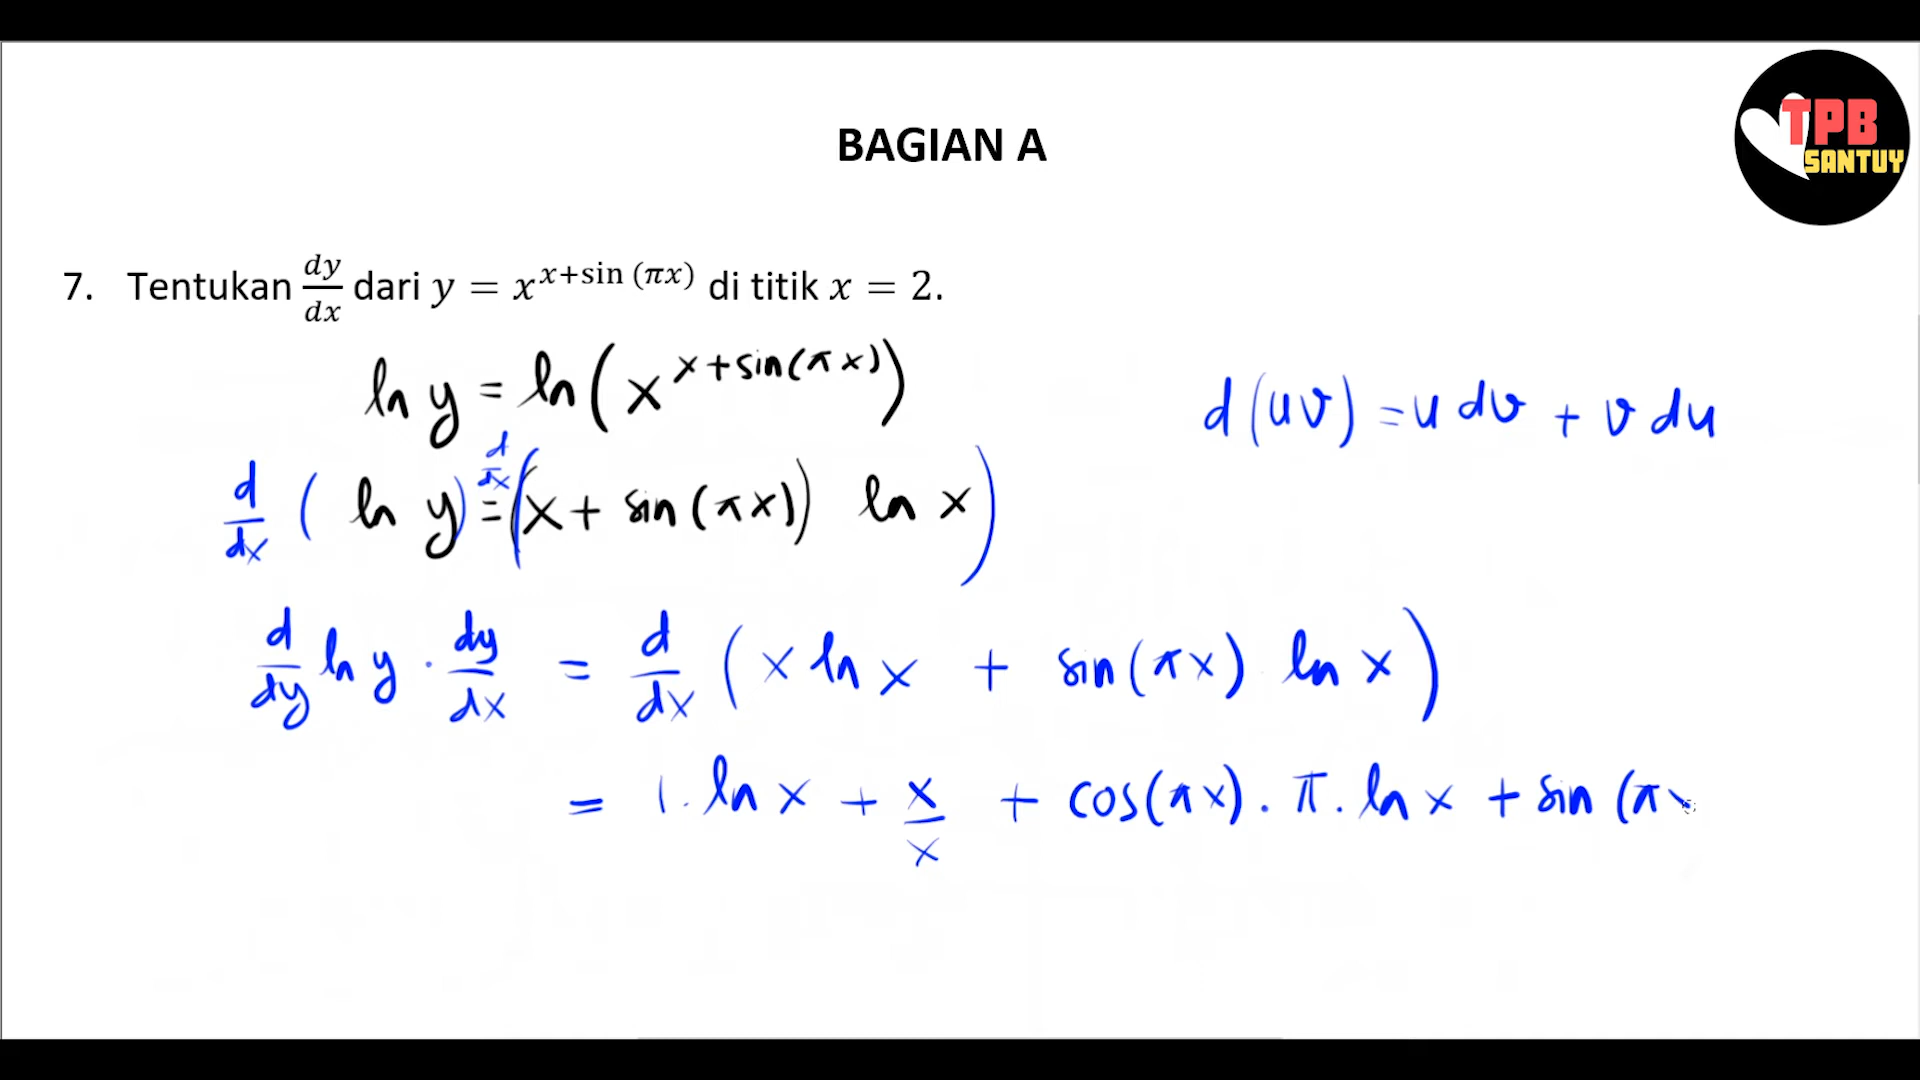 TPB
SANTUY
BAGIAN A
7. Tentukan dy/dx dari y = x^(x+sin (πx)) di titik x = 2.
ln y = ln(x^(x+sin(πx)))
d(uv) = u dv + v du
d/dx ( ln y) = d/dx (x + sin(πx)) ln x)
d/dy ln y · dy/dx = d/dx (x ln x + sin(πx) ln x)
= 1. ln x + x/x + cos(πx) . π . ln x + sin (πx